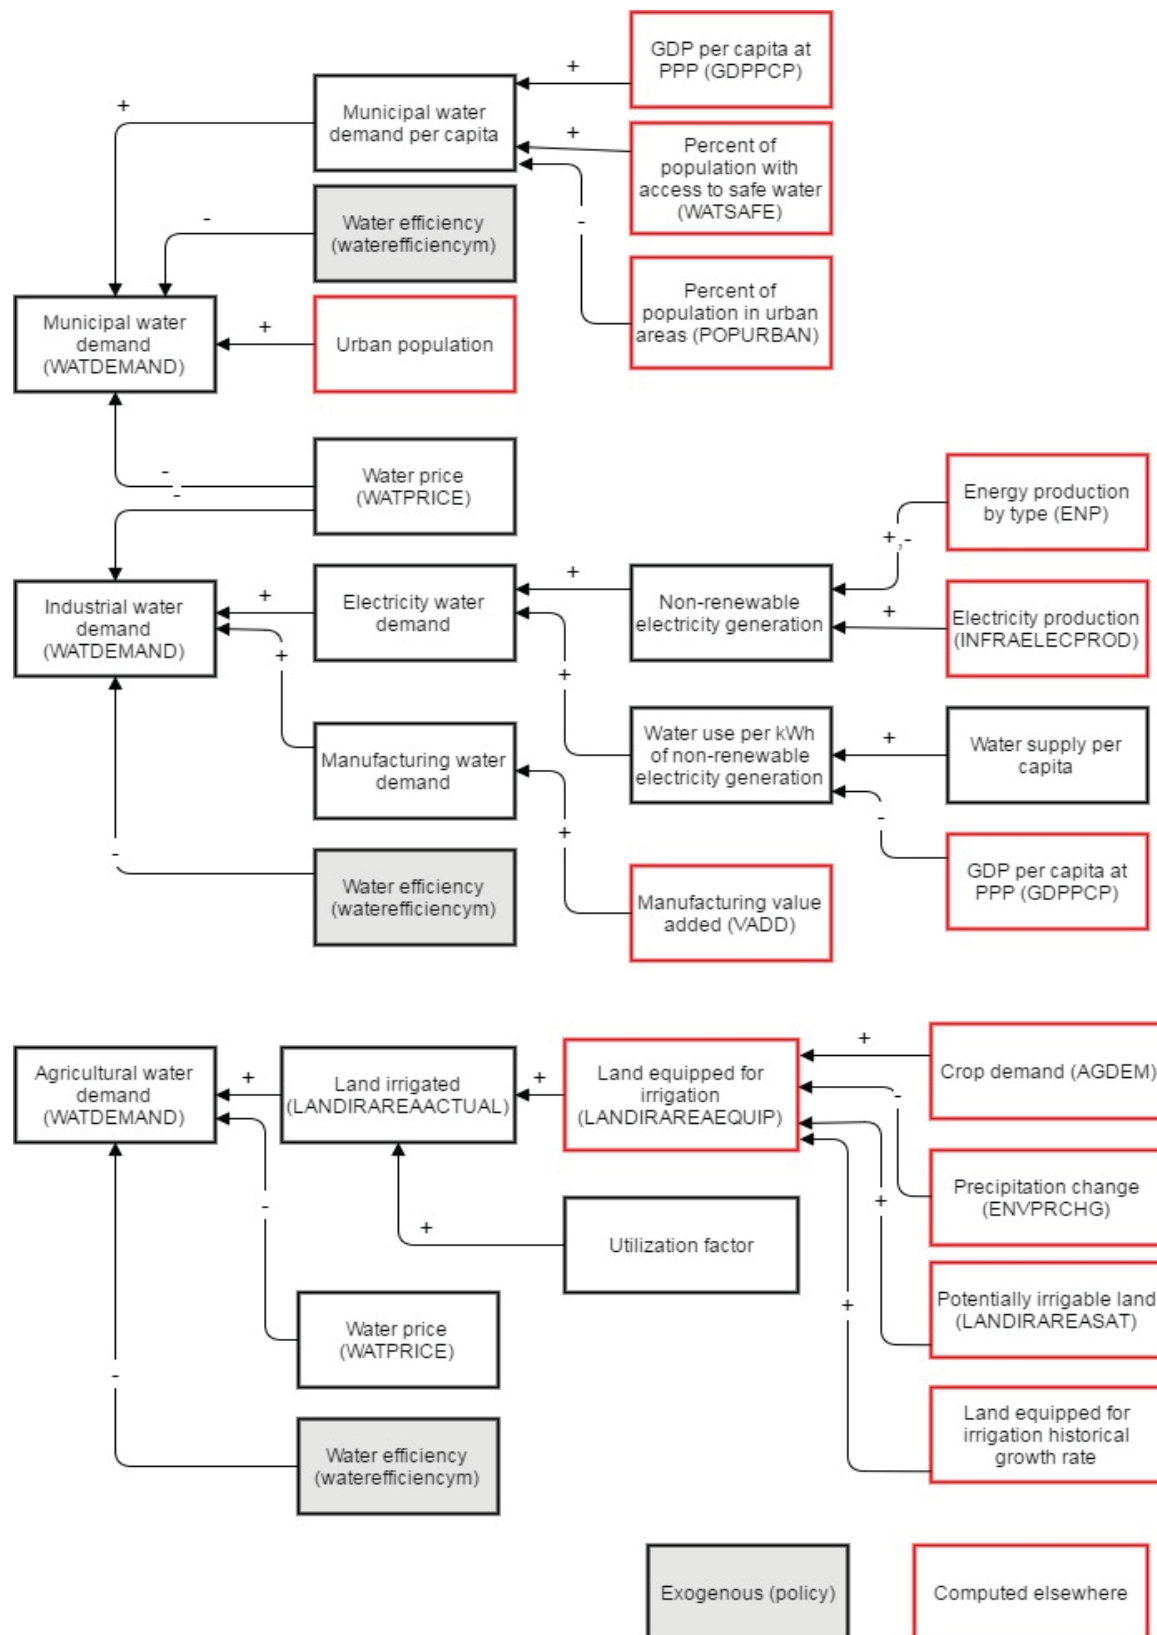 GDP per capita at
PPP (GDPPCP)
+
+
Municipal water
demand per capita
+
Percent of
population with
access to safe water
(WATSAFE)
-
-
Water efficiency
(waterefficiencym)
Percent of
population in urban
areas (POPURBAN)
Municipal water
demand
(WATDEMAND)
+
Urban population
-
-
Water price
(WATPRICE)
Energy production
by type (ENP)
+,-
Industrial water
demand
(WATDEMAND)
+
Electricity water
demand
+
Non-renewable
electricity generation
+
Electricity production
(INFRAELECPROD)
+
+
Manufacturing water
demand
Water use per kWh
of non-renewable
electricity generation
+
Water supply per
capita
-
+
-
Water efficiency
(waterefficiencym)
Manufacturing value
added (VADD)
GDP per capita at
PPP (GDPPCP)
Agricultural water
demand
(WATDEMAND)
+
Land irrigated
(LANDIRAREAACTUAL)
+
Land equipped for
irrigation
(LANDIRAREAEQUIP)
+
Crop demand (AGDEM)
-
Precipitation change
(ENVPRCHG)
+
-
+
Utilization factor
Potentially irrigable land
(LANDIRAREASAT)
+
Water price
(WATPRICE)
-
Land equipped for
irrigation historical
growth rate
Water efficiency
(waterefficiencym)
Exogenous (policy)
Computed elsewhere